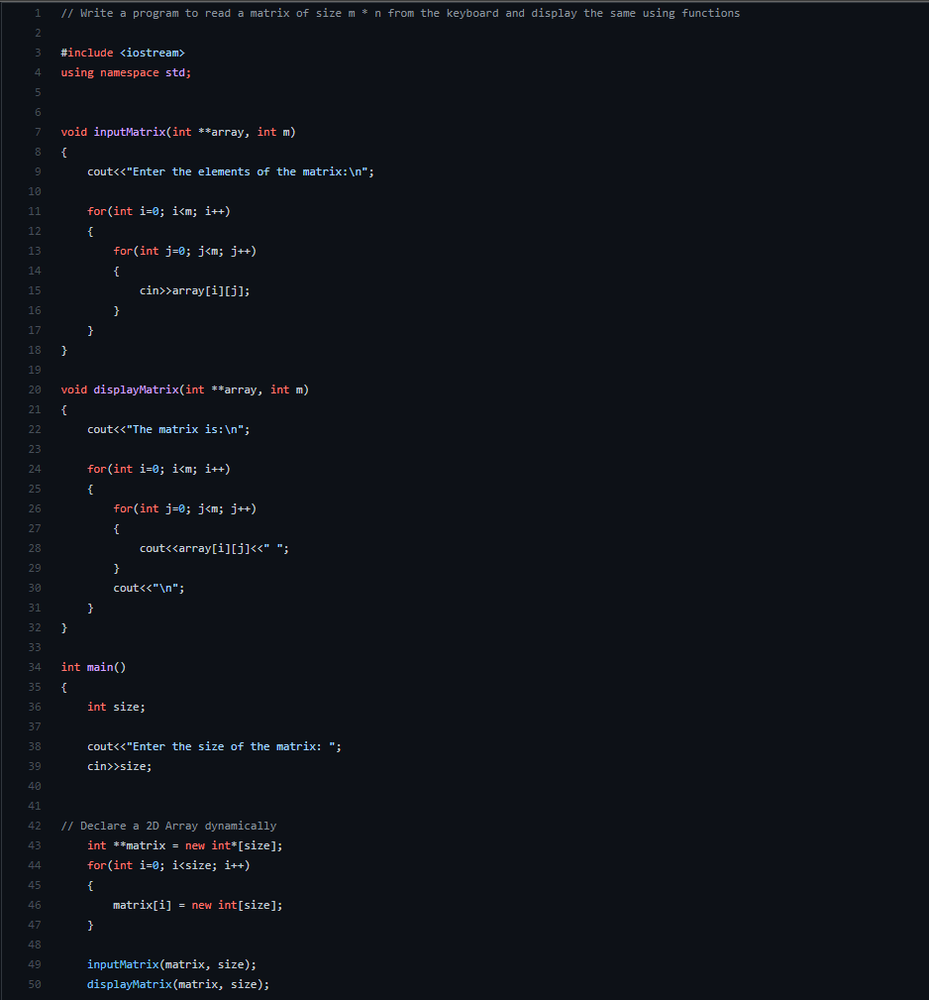 1 // Write a program to read a matrix of size m * n from the keyboard and display the same using functions
2
3 #include <iostream>
4 using namespace std;
5
6
7 void inputMatrix(int **array, int m)
8 {
9     cout<<"Enter the elements of the matrix:\n";
10
11     for(int i=0; i<m; i++)
12     {
13         for(int j=0; j<m; j++)
14         {
15             cin>>array[i][j];
16         }
17     }
18 }
19
20 void displayMatrix(int **array, int m)
21 {
22     cout<<"The matrix is:\n";
23
24     for(int i=0; i<m; i++)
25     {
26         for(int j=0; j<m; j++)
27         {
28             cout<<array[i][j]<<" ";
29         }
30         cout<<"\n";
31     }
32 }
33
34 int main()
35 {
36     int size;
37
38     cout<<"Enter the size of the matrix: ";
39     cin>>size;
40
41
42 // Declare a 2D Array dynamically
43     int **matrix = new int*[size];
44     for(int i=0; i<size; i++)
45     {
46         matrix[i] = new int[size];
47     }
48
49     inputMatrix(matrix, size);
50     displayMatrix(matrix, size);